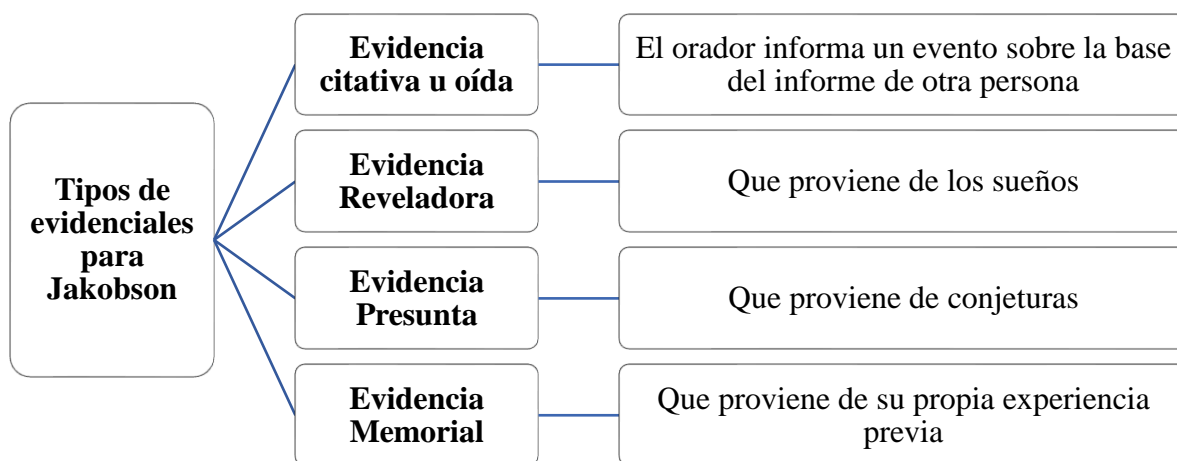 Tipos de
evidenciales
para
Jakobson
Evidencia
citativa u oída
El orador informa un evento sobre la base
del informe de otra persona
Evidencia
Reveladora
Que proviene de los sueños
Evidencia
Presunta
Que proviene de conjeturas
Evidencia
Memorial
Que proviene de su propia experiencia
previa